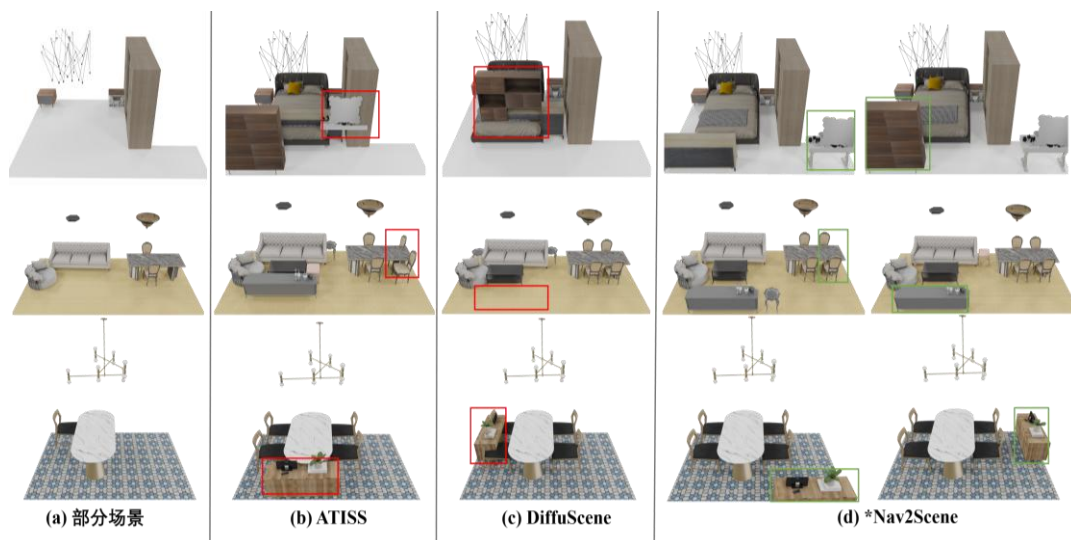 (a) 部分场景
(b) ATISS
(c) DiffuScene
(d) *Nav2Scene